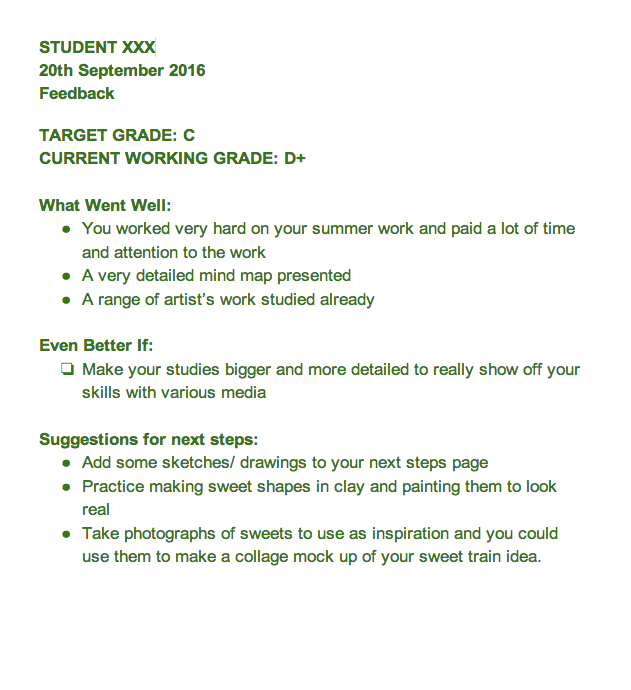 STUDENT XXX
20th September 2016
Feedback
TARGET GRADE: C
CURRENT WORKING GRADE: D+
What Went Well:
● You worked very hard on your summer work and paid a lot of time
and attention to the work
● A very detailed mind map presented
● A range of artist's work studied already
Even Better If:
❏ Make your studies bigger and more detailed to really show off your
skills with various media
Suggestions for next steps:
● Add some sketches/ drawings to your next steps page
● Practice making sweet shapes in clay and painting them to look
real
● Take photographs of sweets to use as inspiration and you could
use them to make a collage mock up of your sweet train idea.